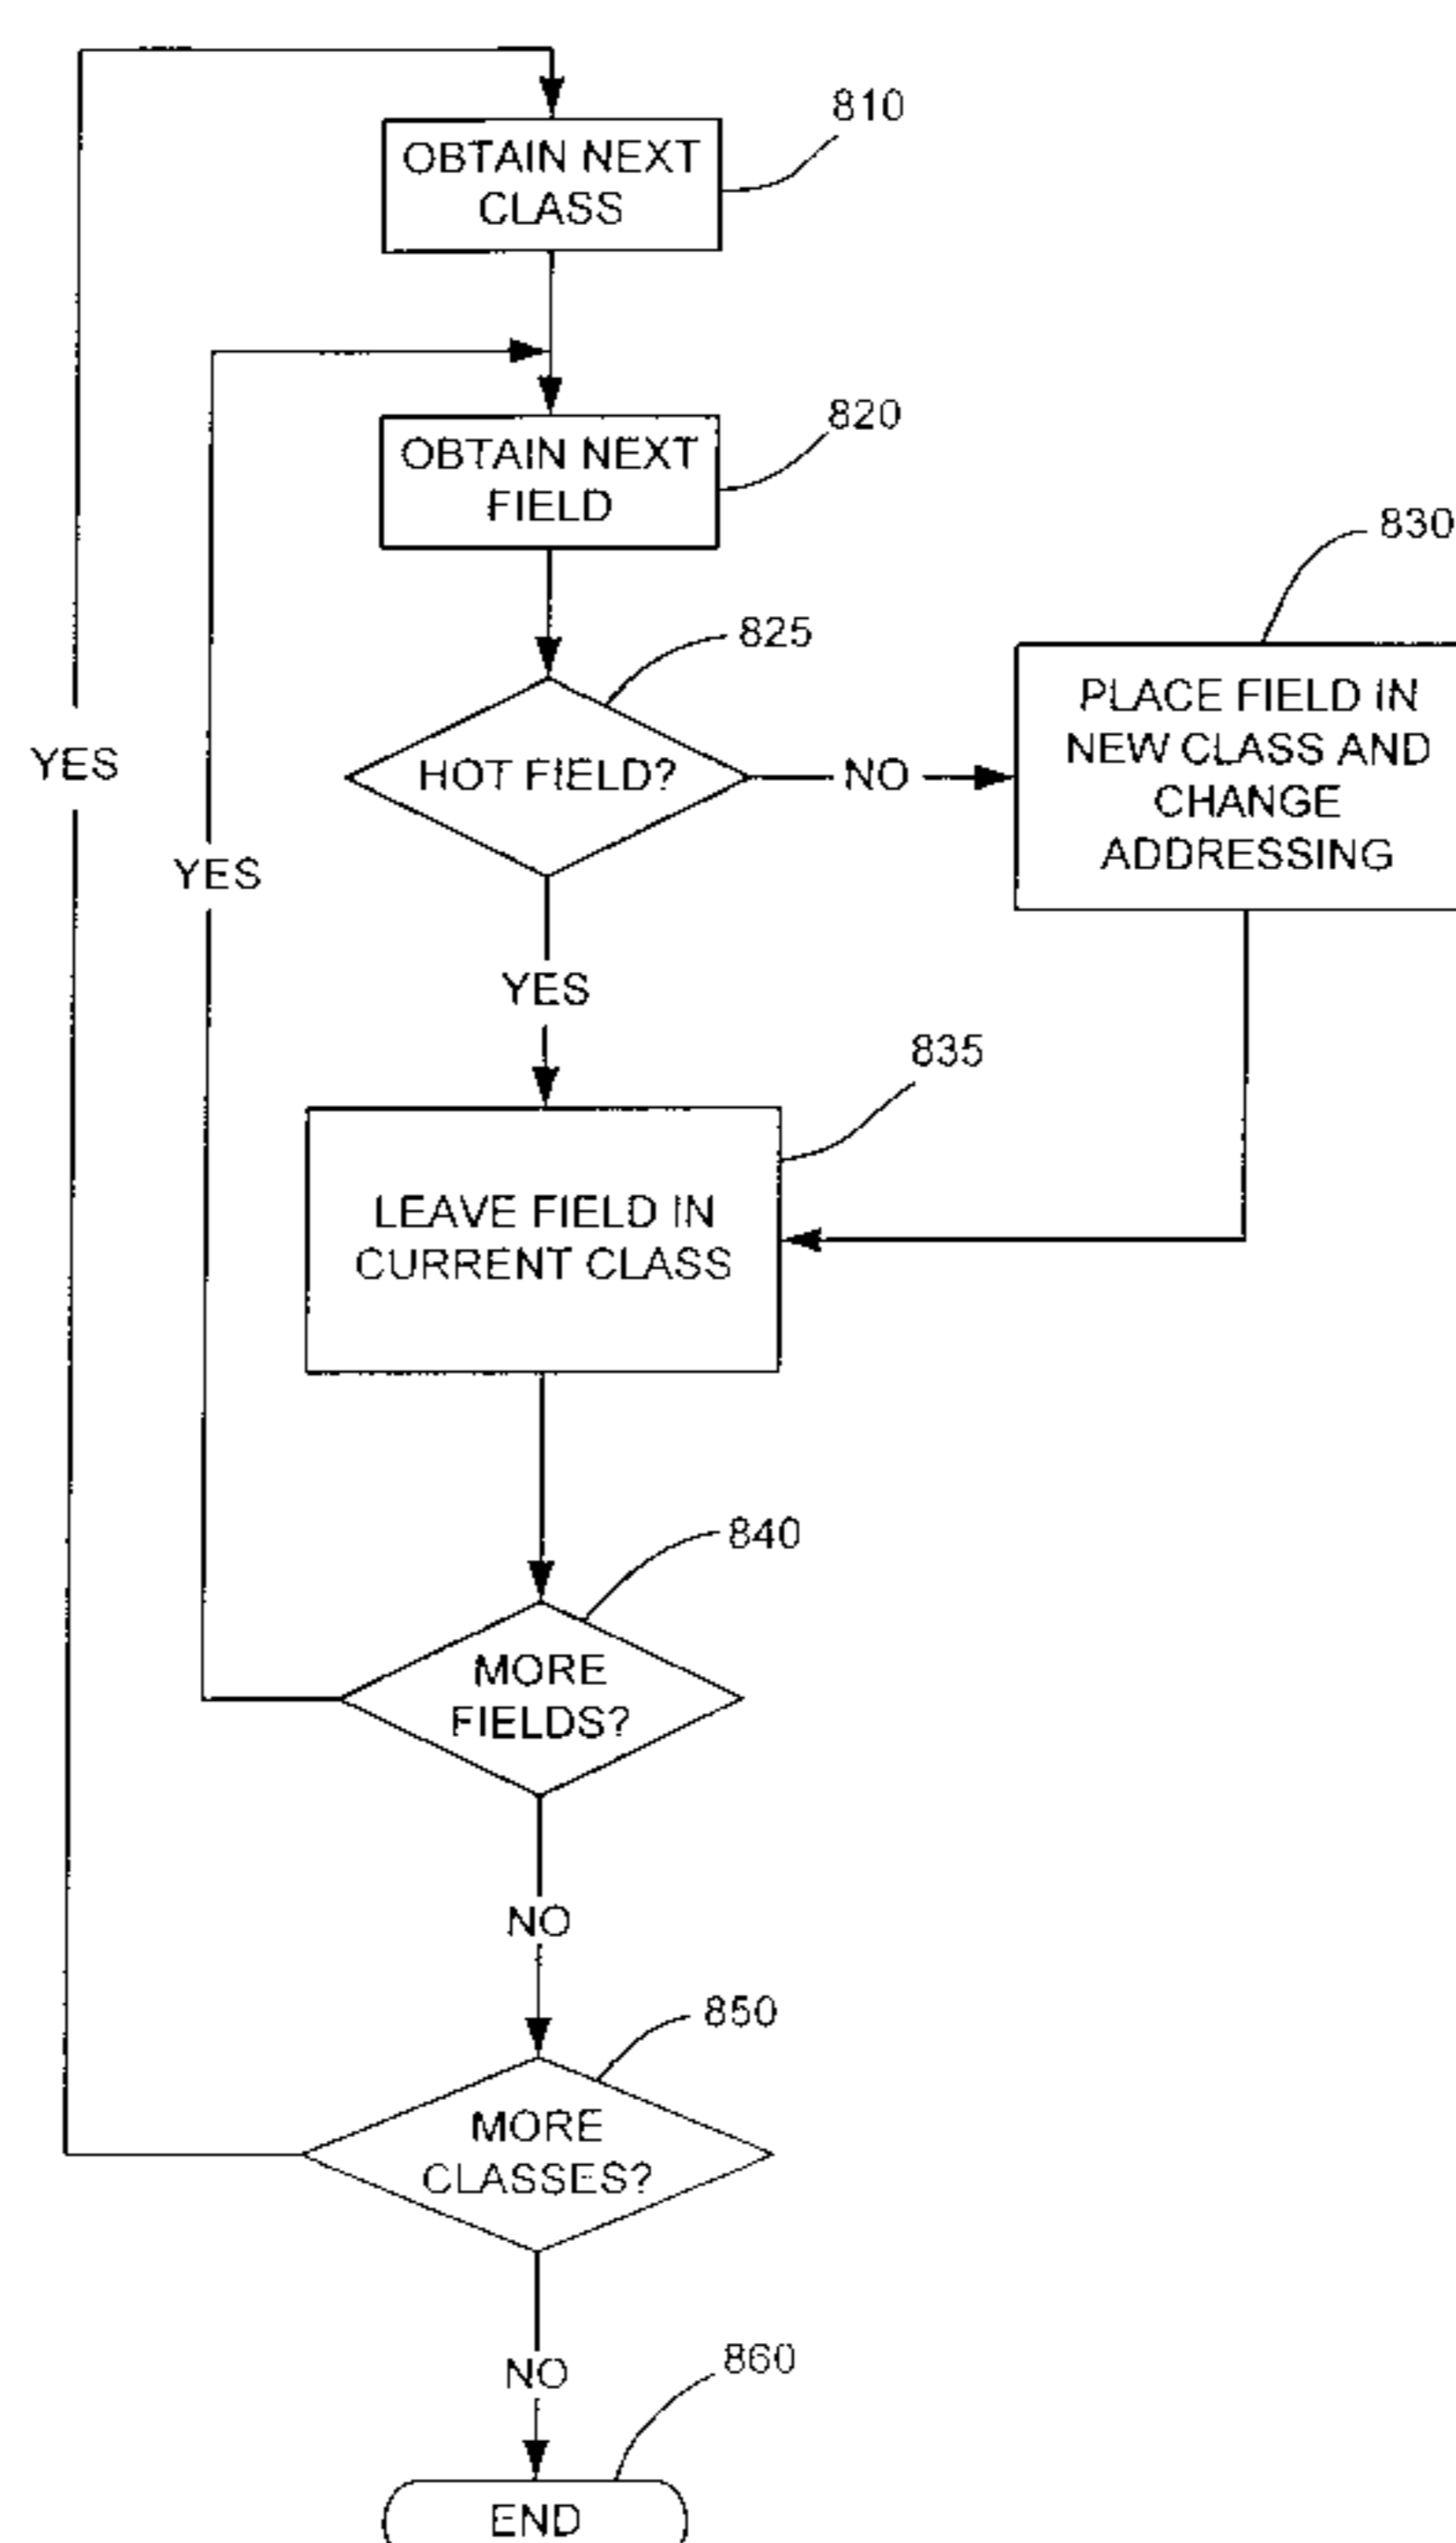 810
OBTAIN NEXT
CLASS
820
OBTAIN NEXT
FIELD
830
825
PLACE FIELD IN
NEW CLASS AND
CHANGE
ADDRESSING
HOT FIELD?
NO
YES
YES
YES
835
LEAVE FIELD IN
CURRENT CLASS
840
MORE
FIELDS?
NO
850
MORE
CLASSES?
NO
860
END